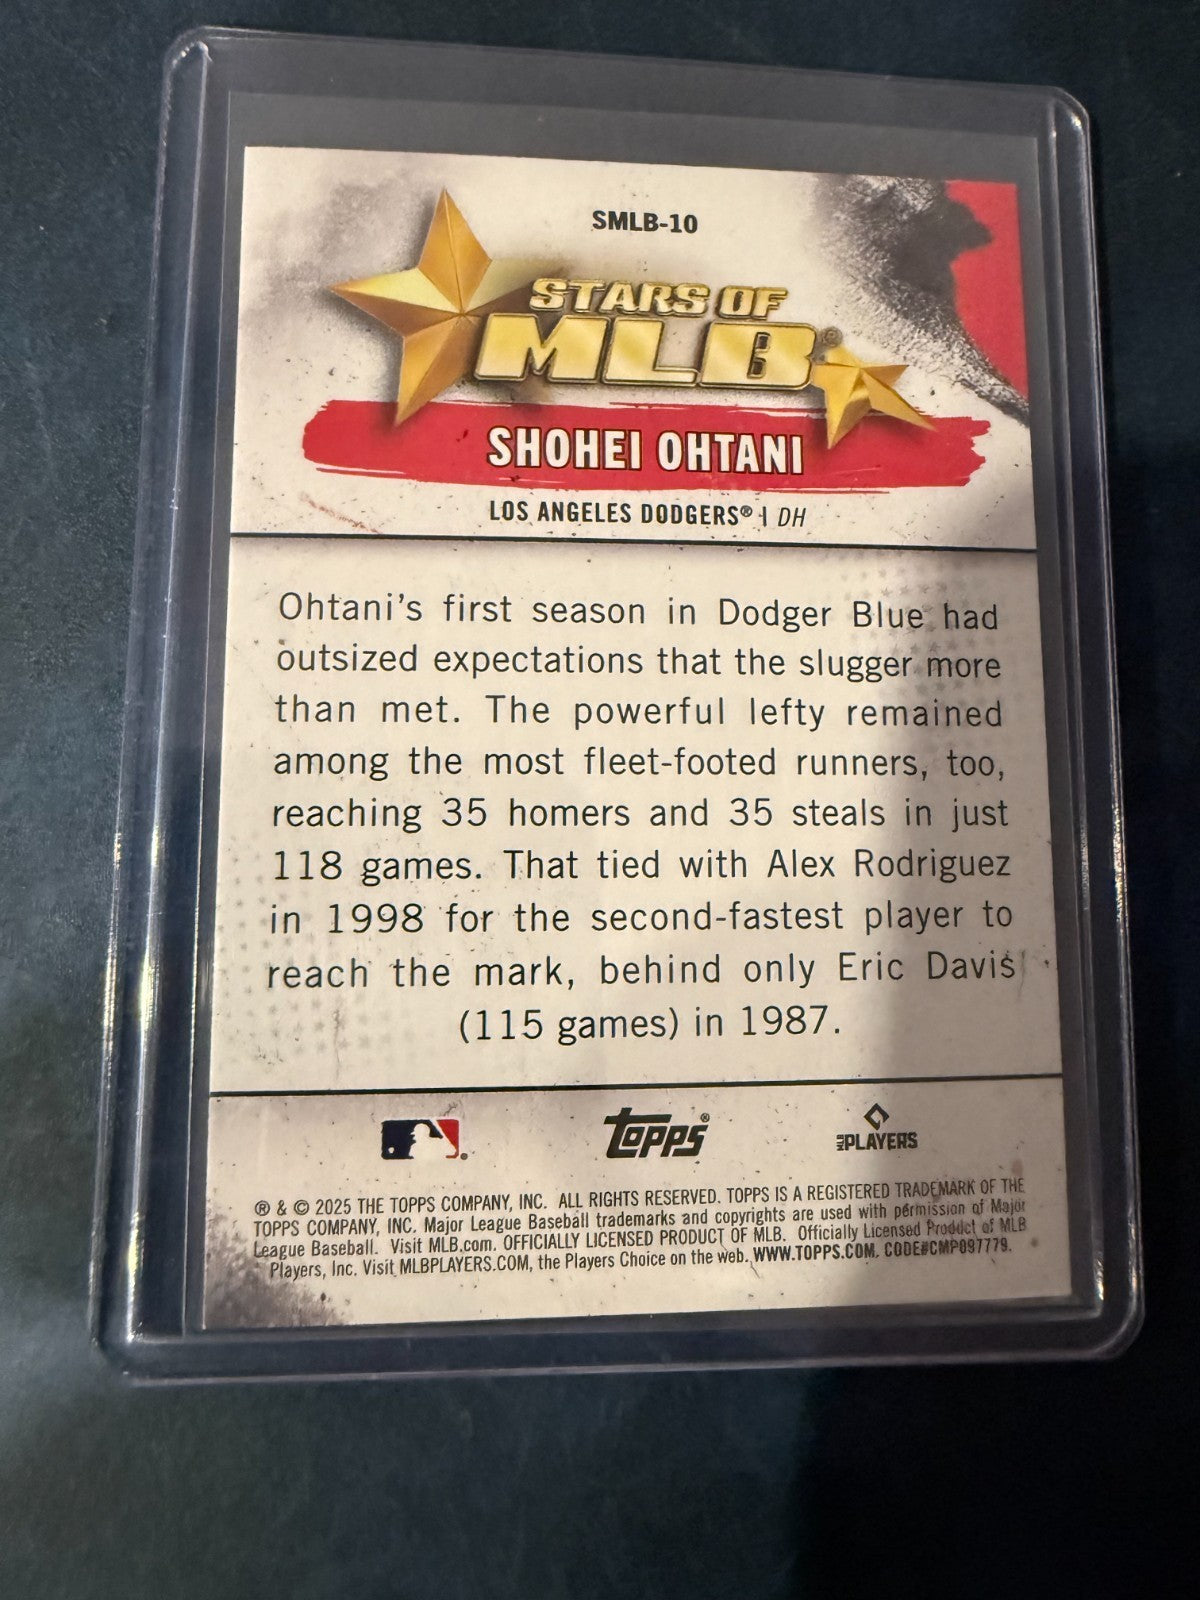 SMLB-10
STARS OF
MLB®
SHOHEI OHTANI
LOS ANGELES DODGERS® | DH
Ohtani's first season in Dodger Blue had
outsized expectations that the slugger more
than met. The powerful lefty remained
among the most fleet-footed runners, too,
reaching 35 homers and 35 steals in just
118 games. That tied with Alex Rodriguez
in 1998 for the second-fastest player to
reach the mark, behind only Eric Davis
(115 games) in 1987.
® topps® MLB PLAYERS
® & © 2025 THE TOPPS COMPANY, INC. ALL RIGHTS RESERVED. TOPPS IS A REGISTERED TRADEMARK OF THE
TOPPS COMPANY, INC. Major League Baseball trademarks and copyrights are used with permission of Major
League Baseball. Visit MLB.com. OFFICIALLY LICENSED PRODUCT OF MLB. Officially Licensed Product of MLB
Players, Inc. Visit MLBPLAYERS.COM, the Players Choice on the web. WWW.TOPPS.COM. CODE#CMP097779.